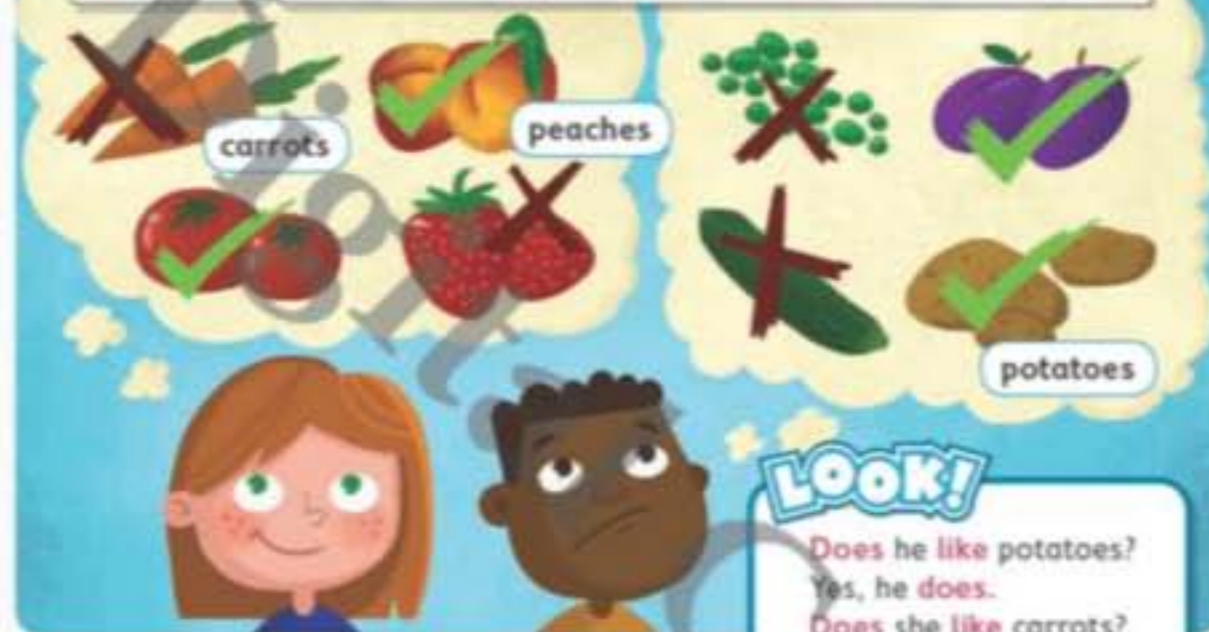 carrots
peaches
potatoes
LOOK!
Does he like potatoes?
Yes, he does.
Does she like carrots?